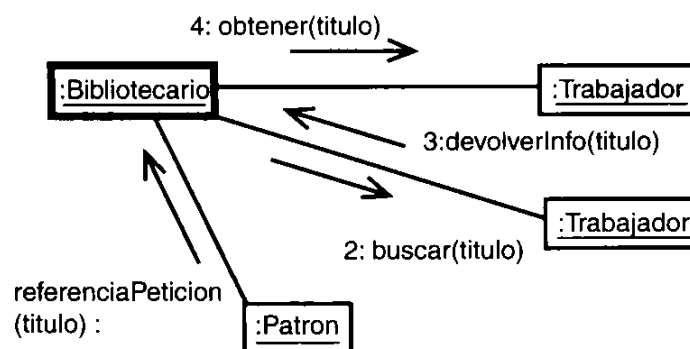 4: obtener(titulo)
:Bibliotecario
:Trabajador
3:devolverInfo(titulo)
:Trabajador
2: buscar(titulo)
referenciaPeticion
(titulo) :
:Patron